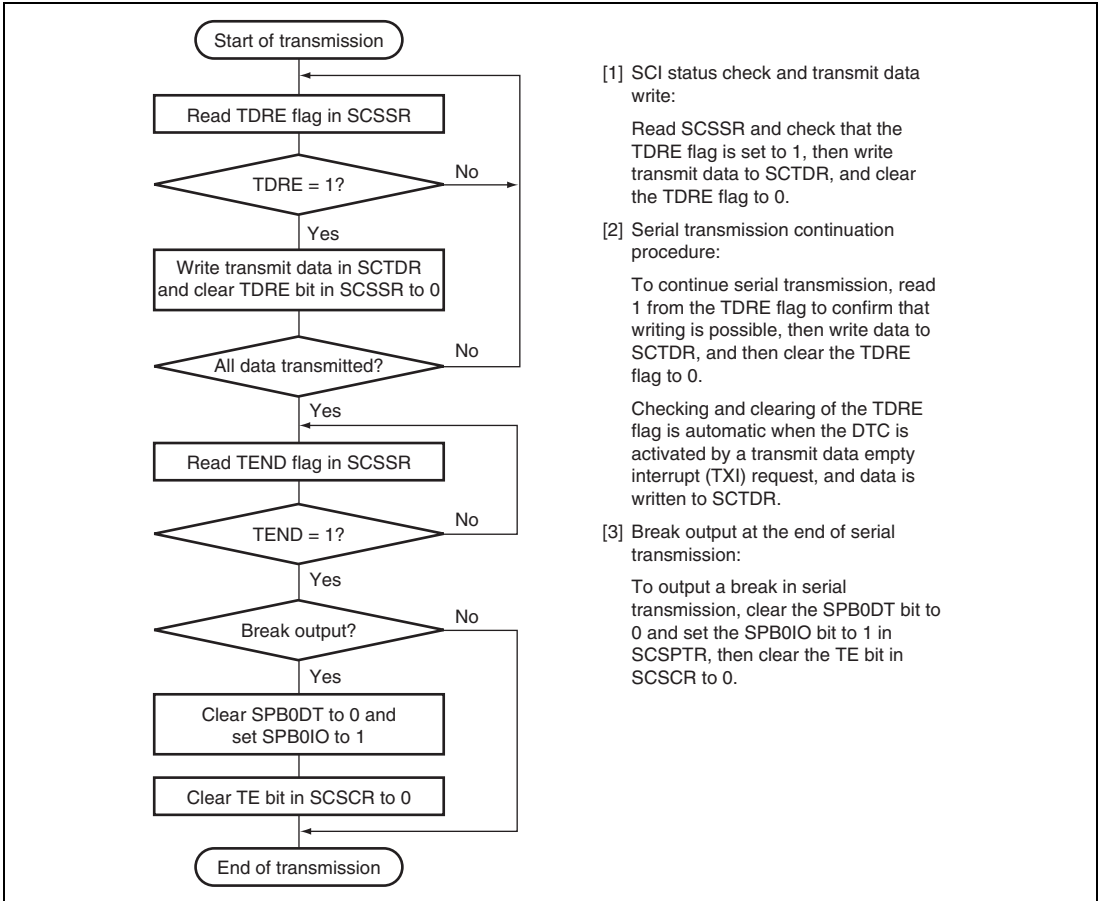 Start of transmission
Read TDRE flag in SCSSR
TDRE = 1?
No
Yes
Write transmit data in SCTDR
and clear TDRE bit in SCSSR to 0
All data transmitted?
No
Yes
Read TEND flag in SCSSR
TEND = 1?
No
Yes
Break output?
No
Yes
Clear SPB0DT to 0 and
set SPB0IO to 1
Clear TE bit in SCSCR to 0
End of transmission
[1] SCI status check and transmit data
write:
Read SCSSR and check that the
TDRE flag is set to 1, then write
transmit data to SCTDR, and clear
the TDRE flag to 0.
[2] Serial transmission continuation
procedure:
To continue serial transmission, read
1 from the TDRE flag to confirm that
writing is possible, then write data to
SCTDR, and then clear the TDRE
flag to 0.
Checking and clearing of the TDRE
flag is automatic when the DTC is
activated by a transmit data empty
interrupt (TXI) request, and data is
written to SCTDR.
[3] Break output at the end of serial
transmission:
To output a break in serial
transmission, clear the SPB0DT bit to
0 and set the SPB0IO bit to 1 in
SCSPTR, then clear the TE bit in
SCSCR to 0.